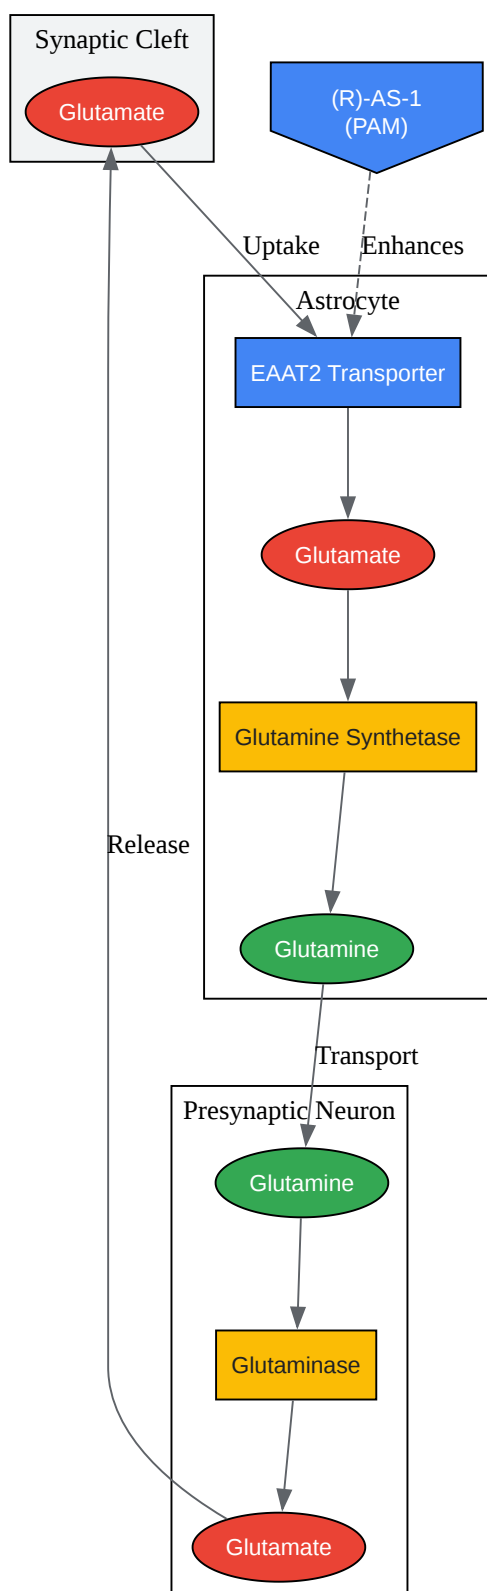 Synaptic Cleft
Glutamate
(R)-AS-1
(PAM)
Uptake
Enhances
Astrocyte
EAAT2 Transporter
Glutamate
Glutamine Synthetase
Release
Glutamine
Transport
Presynaptic Neuron
Glutamine
Glutaminase
Glutamate